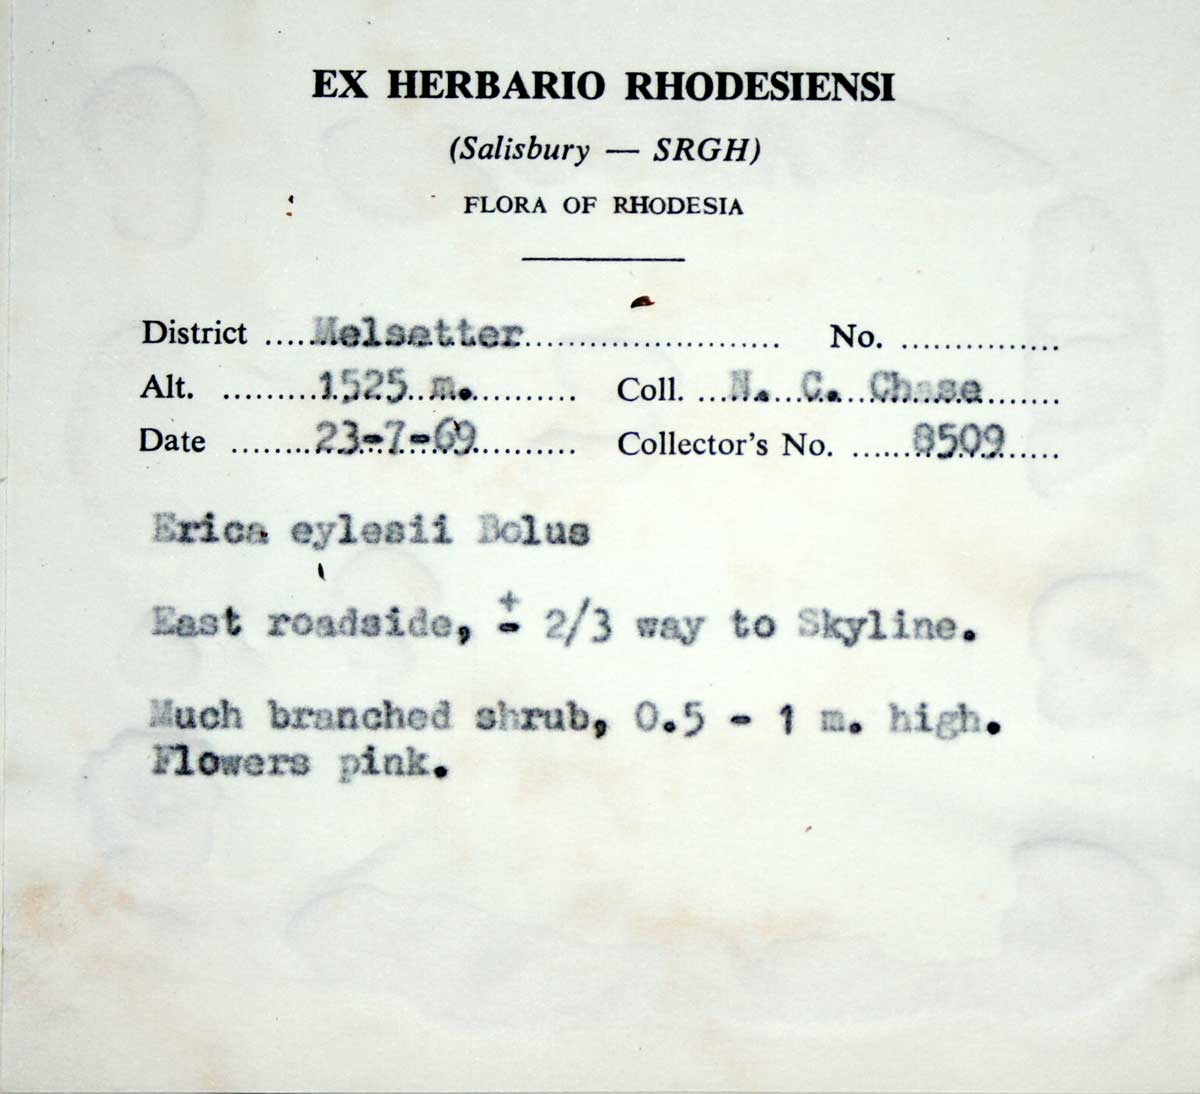 EX HERBARIO RHODESIENSI
(Salisbury — SRGH)
FLORA OF RHODESIA
District ....Melsetter............................ No. ...............
Alt. .........1525 m........... Coll. ...N. C. Chase.......
Date ........23-7-69.......... Collector's No. ......8509.....
Erica eylesii Bolus
East roadside, ± 2/3 way to Skyline.
Much branched shrub, 0.5 - 1 m. high.
Flowers pink.